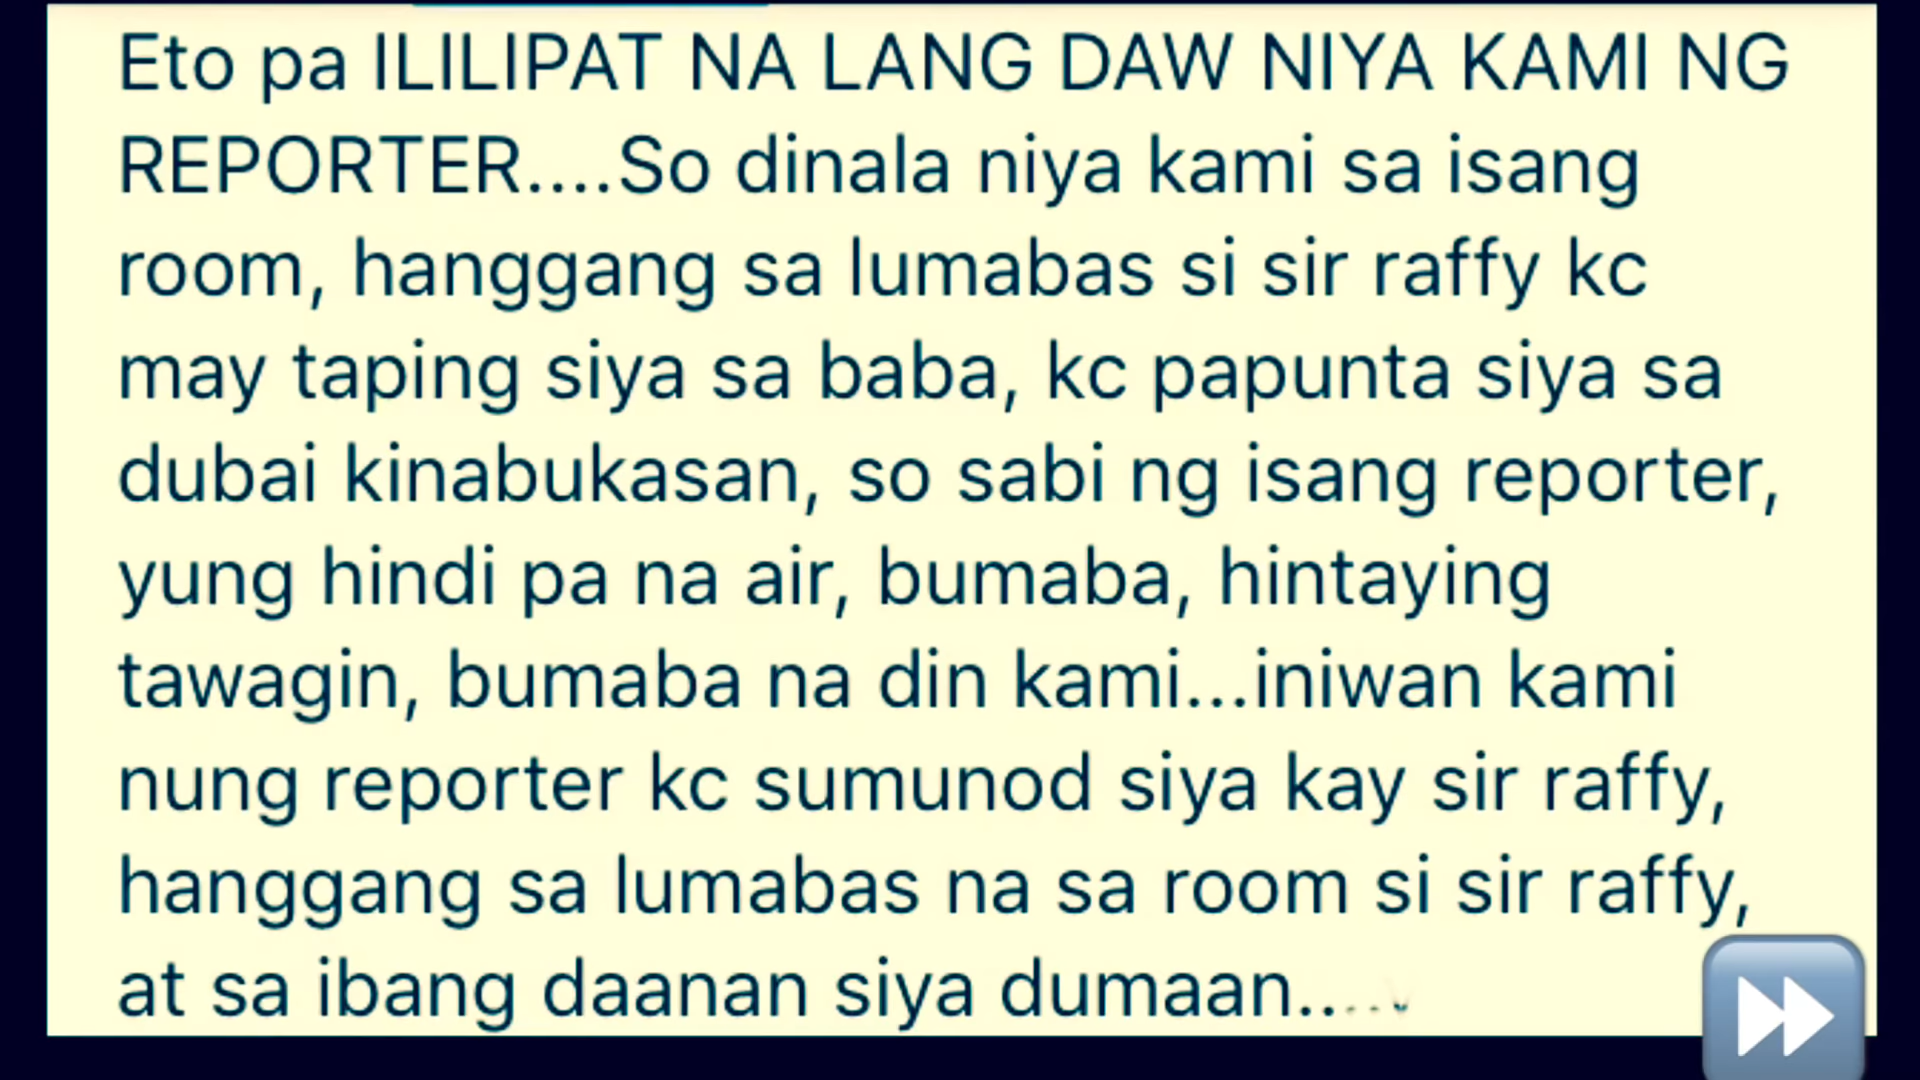 Eto pa ILILIPAT NA LANG DAW NIYA KAMI NG
REPORTER....So dinala niya kami sa isang
room, hanggang sa lumabas si sir raffy kc
may taping siya sa baba, kc papunta siya sa
dubai kinabukasan, so sabi ng isang reporter,
yung hindi pa na air, bumaba, hintaying
tawagin, bumaba na din kami...iniwan kami
nung reporter kc sumunod siya kay sir raffy,
hanggang sa lumabas na sa room si sir raffy,
at sa ibang daanan siya dumaan....